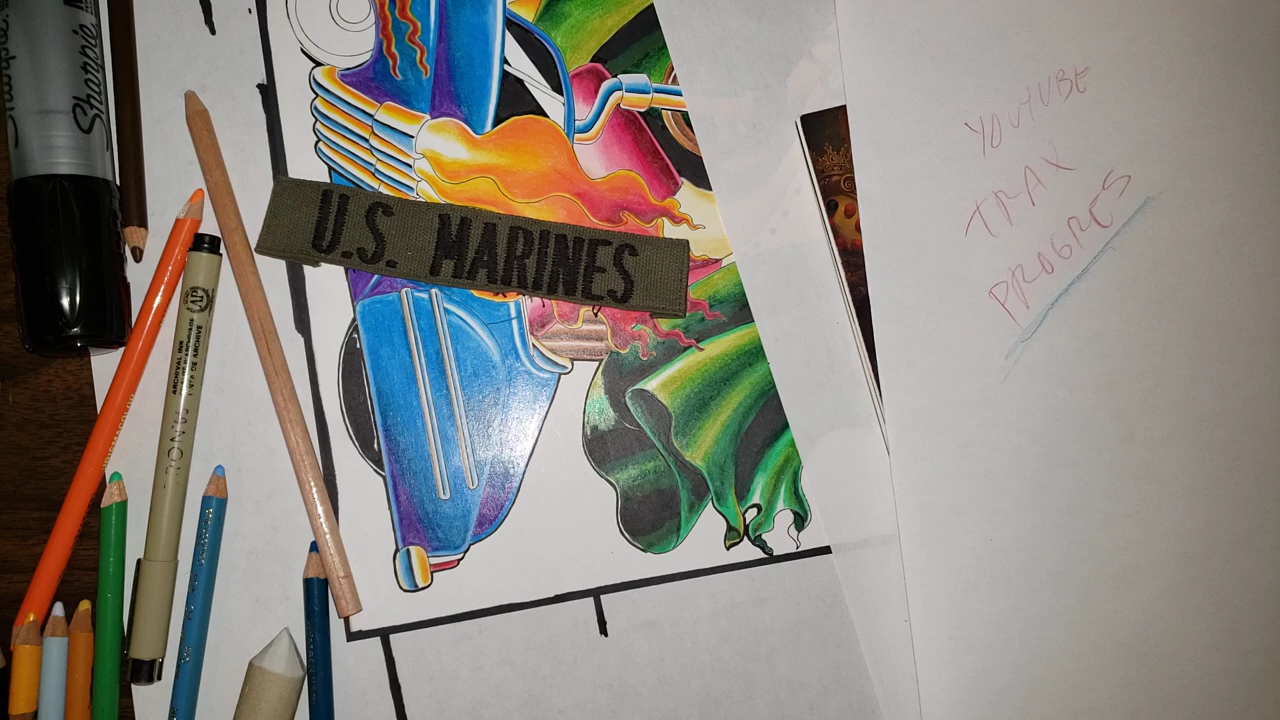 Sharpie
U.S. MARINES
ARCHIVAL INK
YOUTUBE
TRAX
PROGRES